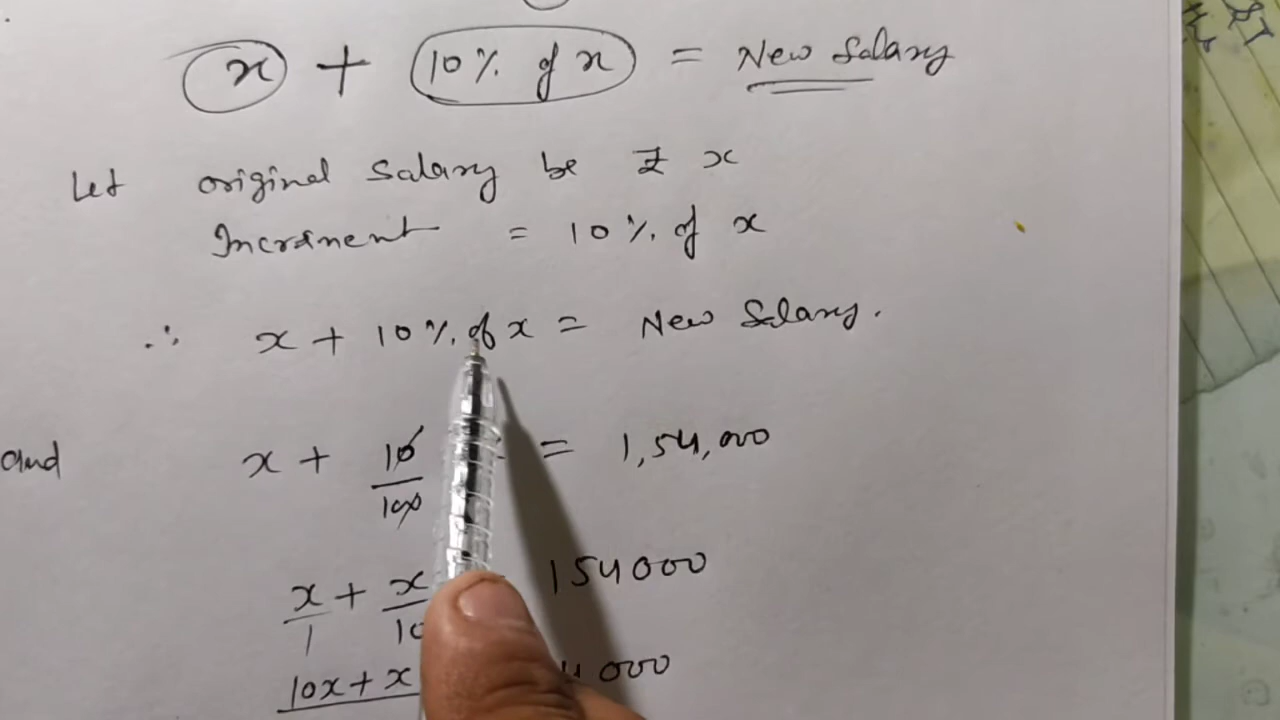 x + 10% of x = New Salary
Let original Salary be ₹ x
Increment = 10% of x
∴ x + 10% of x = New Salary.
and x + 10/100 = 1,54,000
x/1 + x/10 154000
10x + x 4000